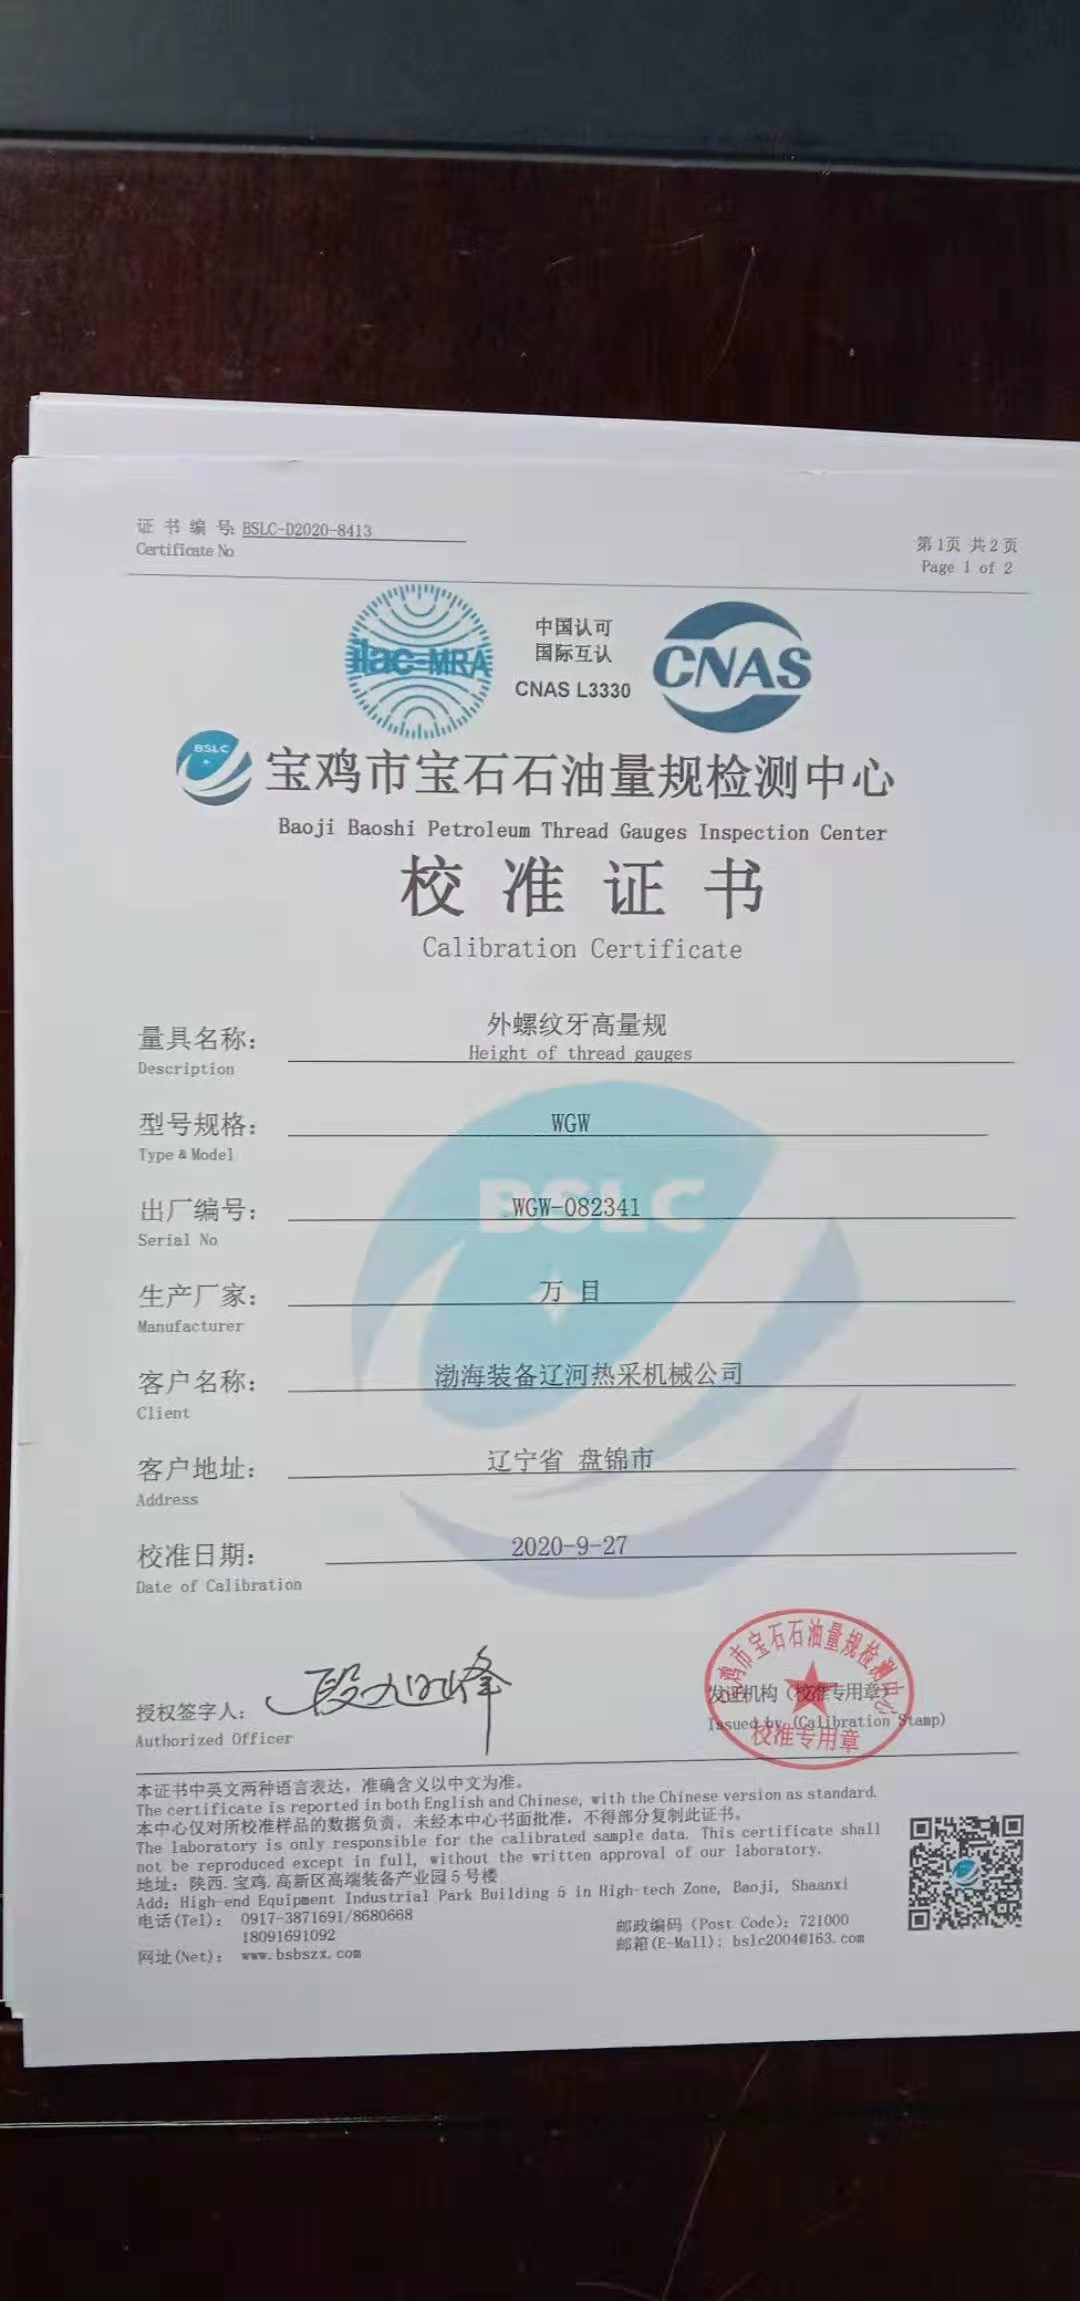 证 书 编 号: BSLC-D2020-8413
Certificate No
第1页 共2页
Page 1 of 2
ilac-MRA
中国认可
国际互认
CNAS L3330
CNAS
BSLC
宝鸡市宝石石油量规检测中心
Baoji Baoshi Petroleum Thread Gauges Inspection Center
校准证书
Calibration Certificate
量具名称: 外螺纹牙高量规
Description Height of thread gauges
型号规格: WGW
Type & Model
BSLC
出厂编号: WGW-082341
Serial No
生产厂家: 万 目
Manufacturer
客户名称: 渤海装备辽河热采机械公司
Client
客户地址: 辽宁省 盘锦市
Address
校准日期: 2020-9-27
Date of Calibration
授权签字人:
Authorized Officer
宝鸡市宝石石油量规检测中心
发证机构(校准专用章)
Issued by (Calibration Stamp)
校准专用章
本证书中英文两种语言表达，准确含义以中文为准。
The certificate is reported in both English and Chinese, with the Chinese version as standard.
本中心仅对所校准样品的数据负责，未经本中心书面批准，不得部分复制此证书。
The laboratory is only responsible for the calibrated sample data. This certificate shall
not be reproduced except in full, without the written approval of our laboratory.
地址: 陕西.宝鸡.高新区高端装备产业园5号楼
Add: High-end Equipment Industrial Park Building 5 in High-tech Zone, Baoji, Shaanxi
电话(Tel): 0917-3871691/8680668
18091691092
网址(Net): www.bsbszx.com
邮政编码(Post Code): 721000
邮箱(E-Mall): bslc2004@163.com